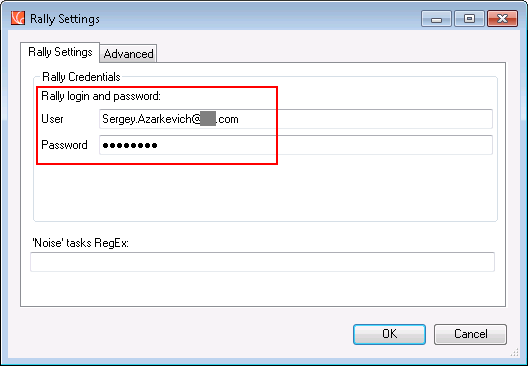 Rally Settings
Rally Settings
Advanced
Rally Credentials
Rally login and password:
User
Sergey.Azarkevich@ .com
Password
●●●●●●●●
'Noise' tasks RegEx:
OK
Cancel